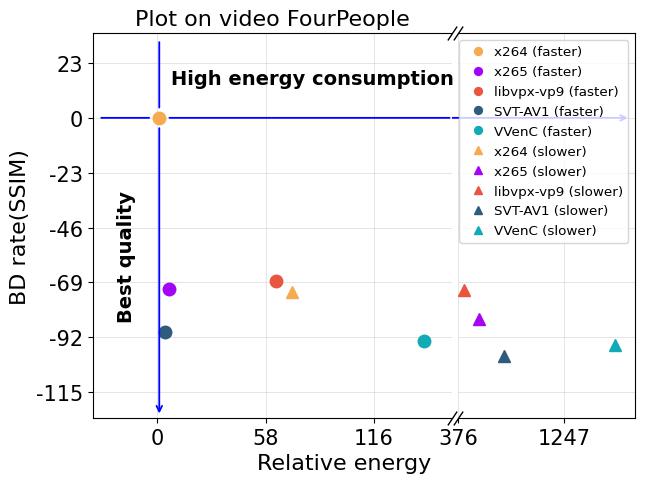 Plot on video FourPeople
High energy consumption
x264 (faster)
x265 (faster)
libvpx-vp9 (faster)
SVT-AV1 (faster)
VVenC (faster)
x264 (slower)
x265 (slower)
libvpx-vp9 (slower)
SVT-AV1 (slower)
VVenC (slower)
23
0
-23
-46
-69
-92
-115
BD rate(SSIM)
Best quality
0 58 116 376 1247
Relative energy